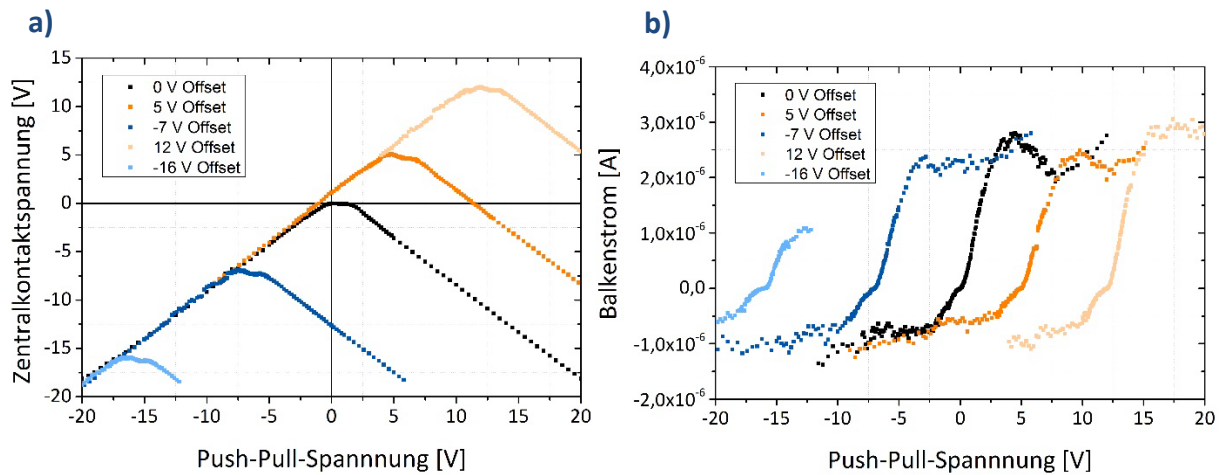 a)
Zentralkontaktspannung [V]
15
10
5
0
-5
-10
-15
-20
0 V Offset
5 V Offset
-7 V Offset
12 V Offset
-16 V Offset
-20 -15 -10 -5 0 5 10 15 20
Push-Pull-Spannnung [V]
b)
Balkenstrom [A]
4,0x10⁻⁶
3,0x10⁻⁶
2,0x10⁻⁶
1,0x10⁻⁶
0,0
-1,0x10⁻⁶
-2,0x10⁻⁶
0 V Offset
5 V Offset
-7 V Offset
12 V Offset
-16 V Offset
-20 -15 -10 -5 0 5 10 15 20
Push-Pull-Spannnung [V]